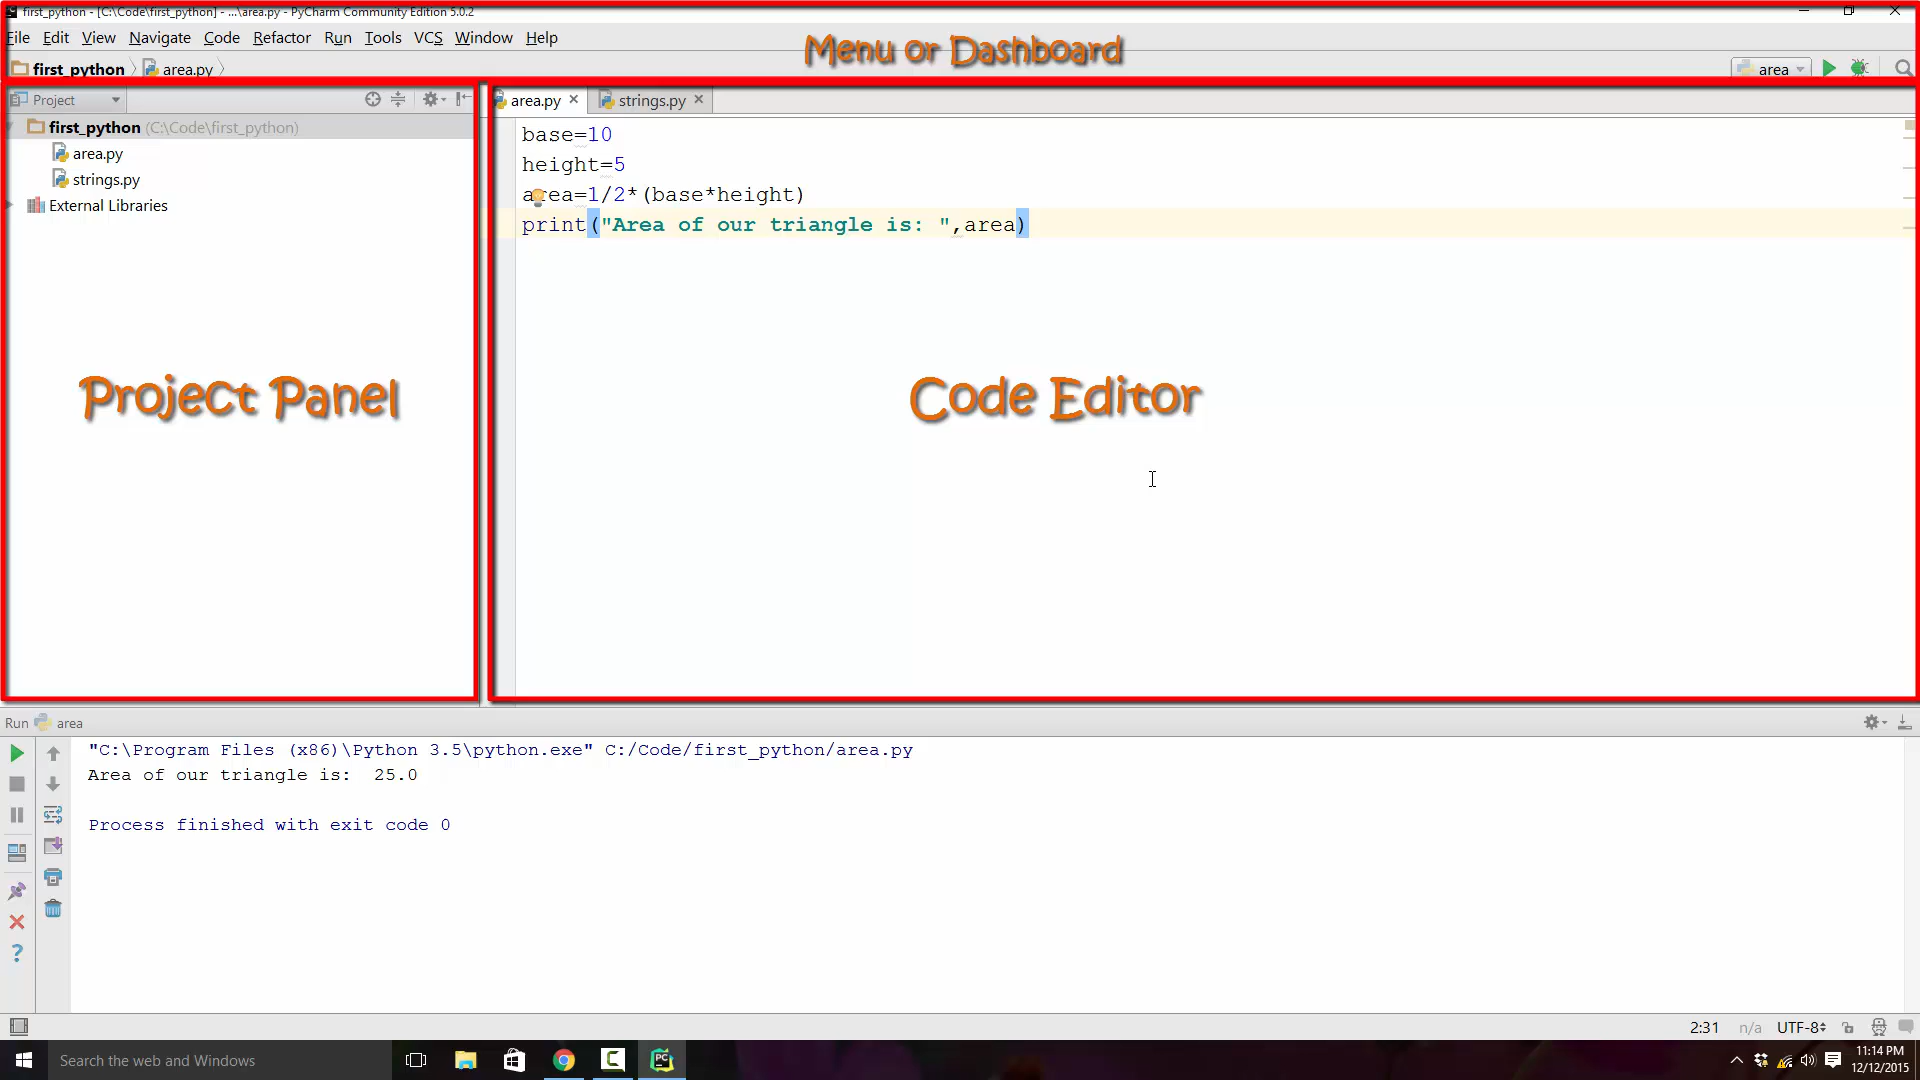 first_python - [C:\Code\first_python] - ...\area.py - PyCharm Community Edition 5.0.2
File Edit View Navigate Code Refactor Run Tools VCS Window Help
Menu or Dashboard
first_python area.py
area
Project
area.py strings.py
first_python (C:\Code\first_python)
area.py
strings.py
External Libraries
base=10
height=5
area=1/2*(base*height)
print("Area of our triangle is: ",area)
Project Panel
Code Editor
Run area
"C:\Program Files (x86)\Python 3.5\python.exe" C:/Code/first_python/area.py
Area of our triangle is:  25.0
Process finished with exit code 0
2:31 n/a UTF-8
Search the web and Windows
PC
11:14 PM
12/12/2015